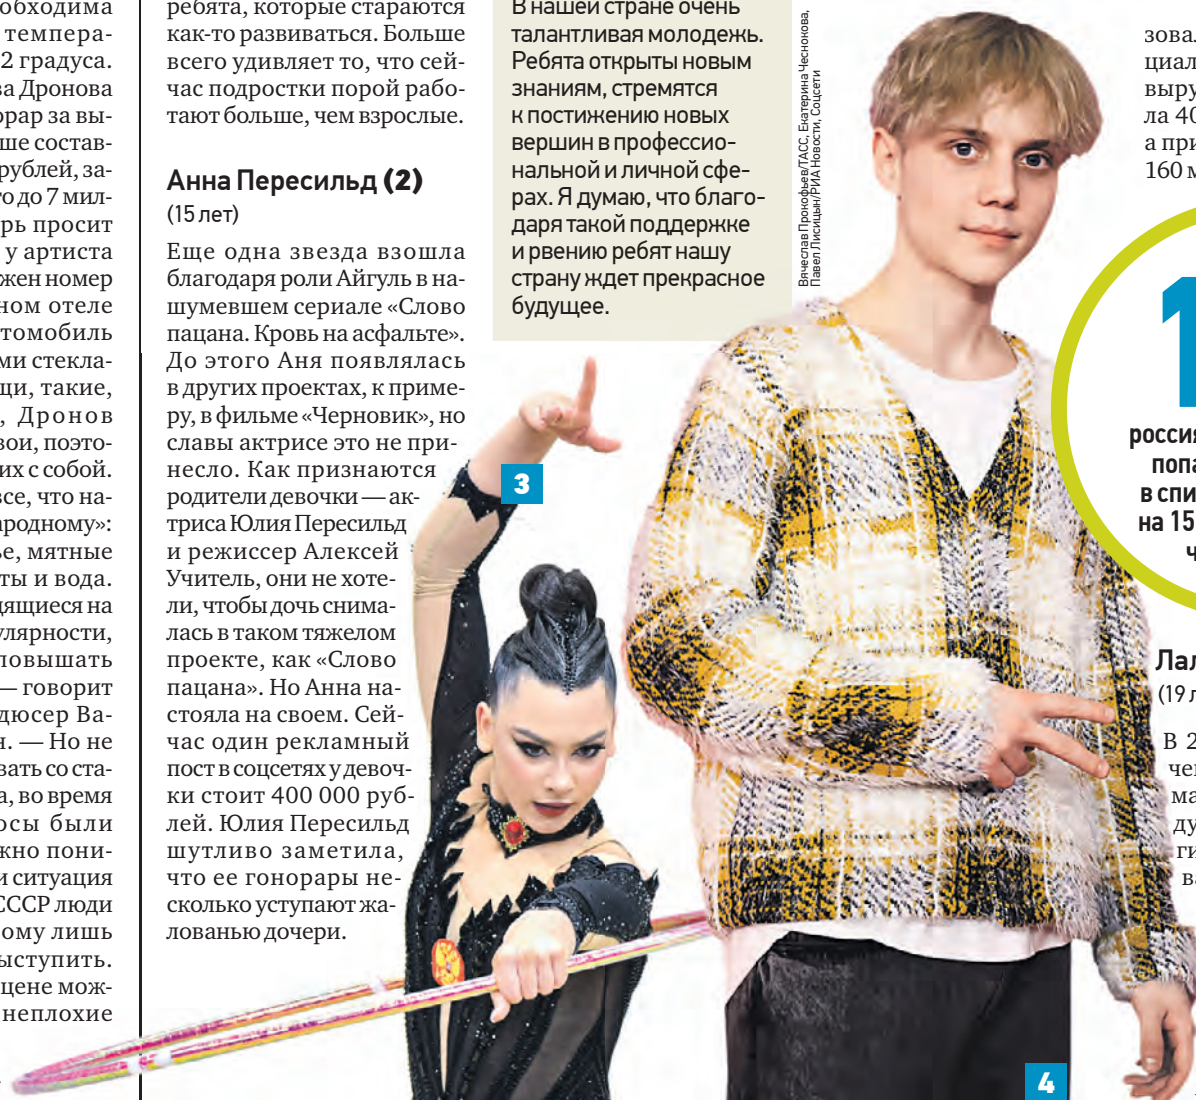 обходима
темпера-
2 градуса.
ва Дронова
орар за вы-
ше состав-
рублей, за-
то до 7 мил-
рь просит
у артиста
жен номер
ном отеле
томобиль
ми стекла-
щи, такие,
, Дронов
вои, поэто-
их с собой.
все, что на-
ародному»:
ье, мятные
ты и вода.
дящиеся на
улярности,
повышать
— говорит
дюсер Ва-
н. — Но не
вать со ста-
а, во время
осы были
жно пони-
и ситуация
СССР люди
ому лишь
ыступить.
цене мож-
неплохие
ребята, которые стараются
как-то развиваться. Больше
всего удивляет то, что сей-
час подростки порой рабо-
тают больше, чем взрослые.
Анна Пересильд (2)
(15 лет)
Еще одна звезда взошла
благодаря роли Айгуль в на-
шумевшем сериале «Слово
пацана. Кровь на асфальте».
До этого Аня появлялась
в других проектах, к приме-
ру, в фильме «Черновик», но
славы актрисе это не при-
несло. Как признаются
родители девочки — ак-
триса Юлия Пересильд
и режиссер Алексей
Учитель, они не хоте-
ли, чтобы дочь снима-
лась в таком тяжелом
проекте, как «Слово
пацана». Но Анна на-
стояла на своем. Сей-
час один рекламный
пост в соцсетях у девоч-
ки стоит 400 000 руб-
лей. Юлия Пересильд
шутливо заметила,
что ее гонорары не-
сколько уступают жа-
лованью дочери.
В нашей стране очень
талантливая молодежь.
Ребята открыты новым
знаниям, стремятся
к постижению новых
вершин в профессио-
нальной и личной сфе-
рах. Я думаю, что благо-
даря такой поддержке
и рвению ребят нашу
страну ждет прекрасное
будущее.
Вячеслав Прокофьев/ТАСС, Екатерина Чеснокова,
Павел Лисицын/РИА Новости, Соцсети
3
4
зова
циал
выру
ла 40
а при
160 м
1
россия
попа
в спи
на 15
ч
Лал
(19 л
В 2
чем
ма
ду
ги
ва